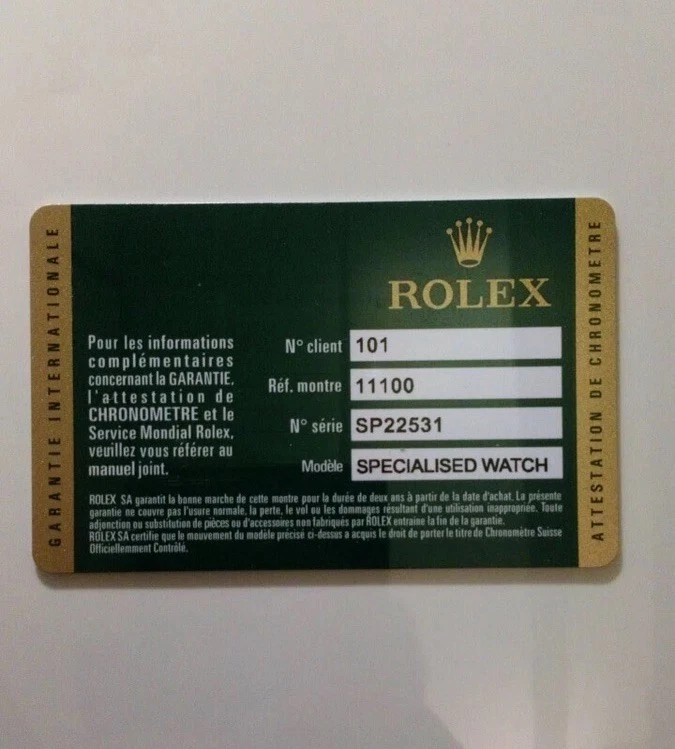 GARANTIE INTERNATIONALE
ROLEX
Pour les informations
complémentaires
concernant la GARANTIE,
l'attestation de
CHRONOMETRE et le
Service Mondial Rolex,
veuillez vous référer au
manuel joint.
N° client 101
Réf. montre 11100
N° série SP22531
Modèle SPECIALISED WATCH
ROLEX SA garantit la bonne marche de cette montre pour la durée de deux ans à partir de la date d'achat. La présente
garantie ne couvre pas l'usure normale, la perte, le vol ou les dommages résultant d'une utilisation inappropriée. Toute
adjonction ou substitution de pièces ou d'accessoires non fabriqués par ROLEX entraine la fin de la garantie.
ROLEX SA certifie que le mouvement du modèle précisé ci-dessus a acquis le droit de porter le titre de Chronomètre Suisse
Officiellement Contrôlé.
ATTESTATION DE CHRONOMETRE